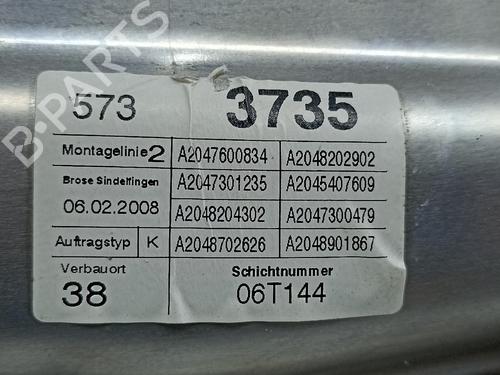 573 3735
Montagelinie 2 A2047600834 A2048202902
Brose Sindelfingen A2047301235 A2045407609
06.02.2008 A2048204302 A2047300479
Auftragstyp K A2048702626 A2048901867
Verbauort Schichtnummer
38 06T144
B-PARTS